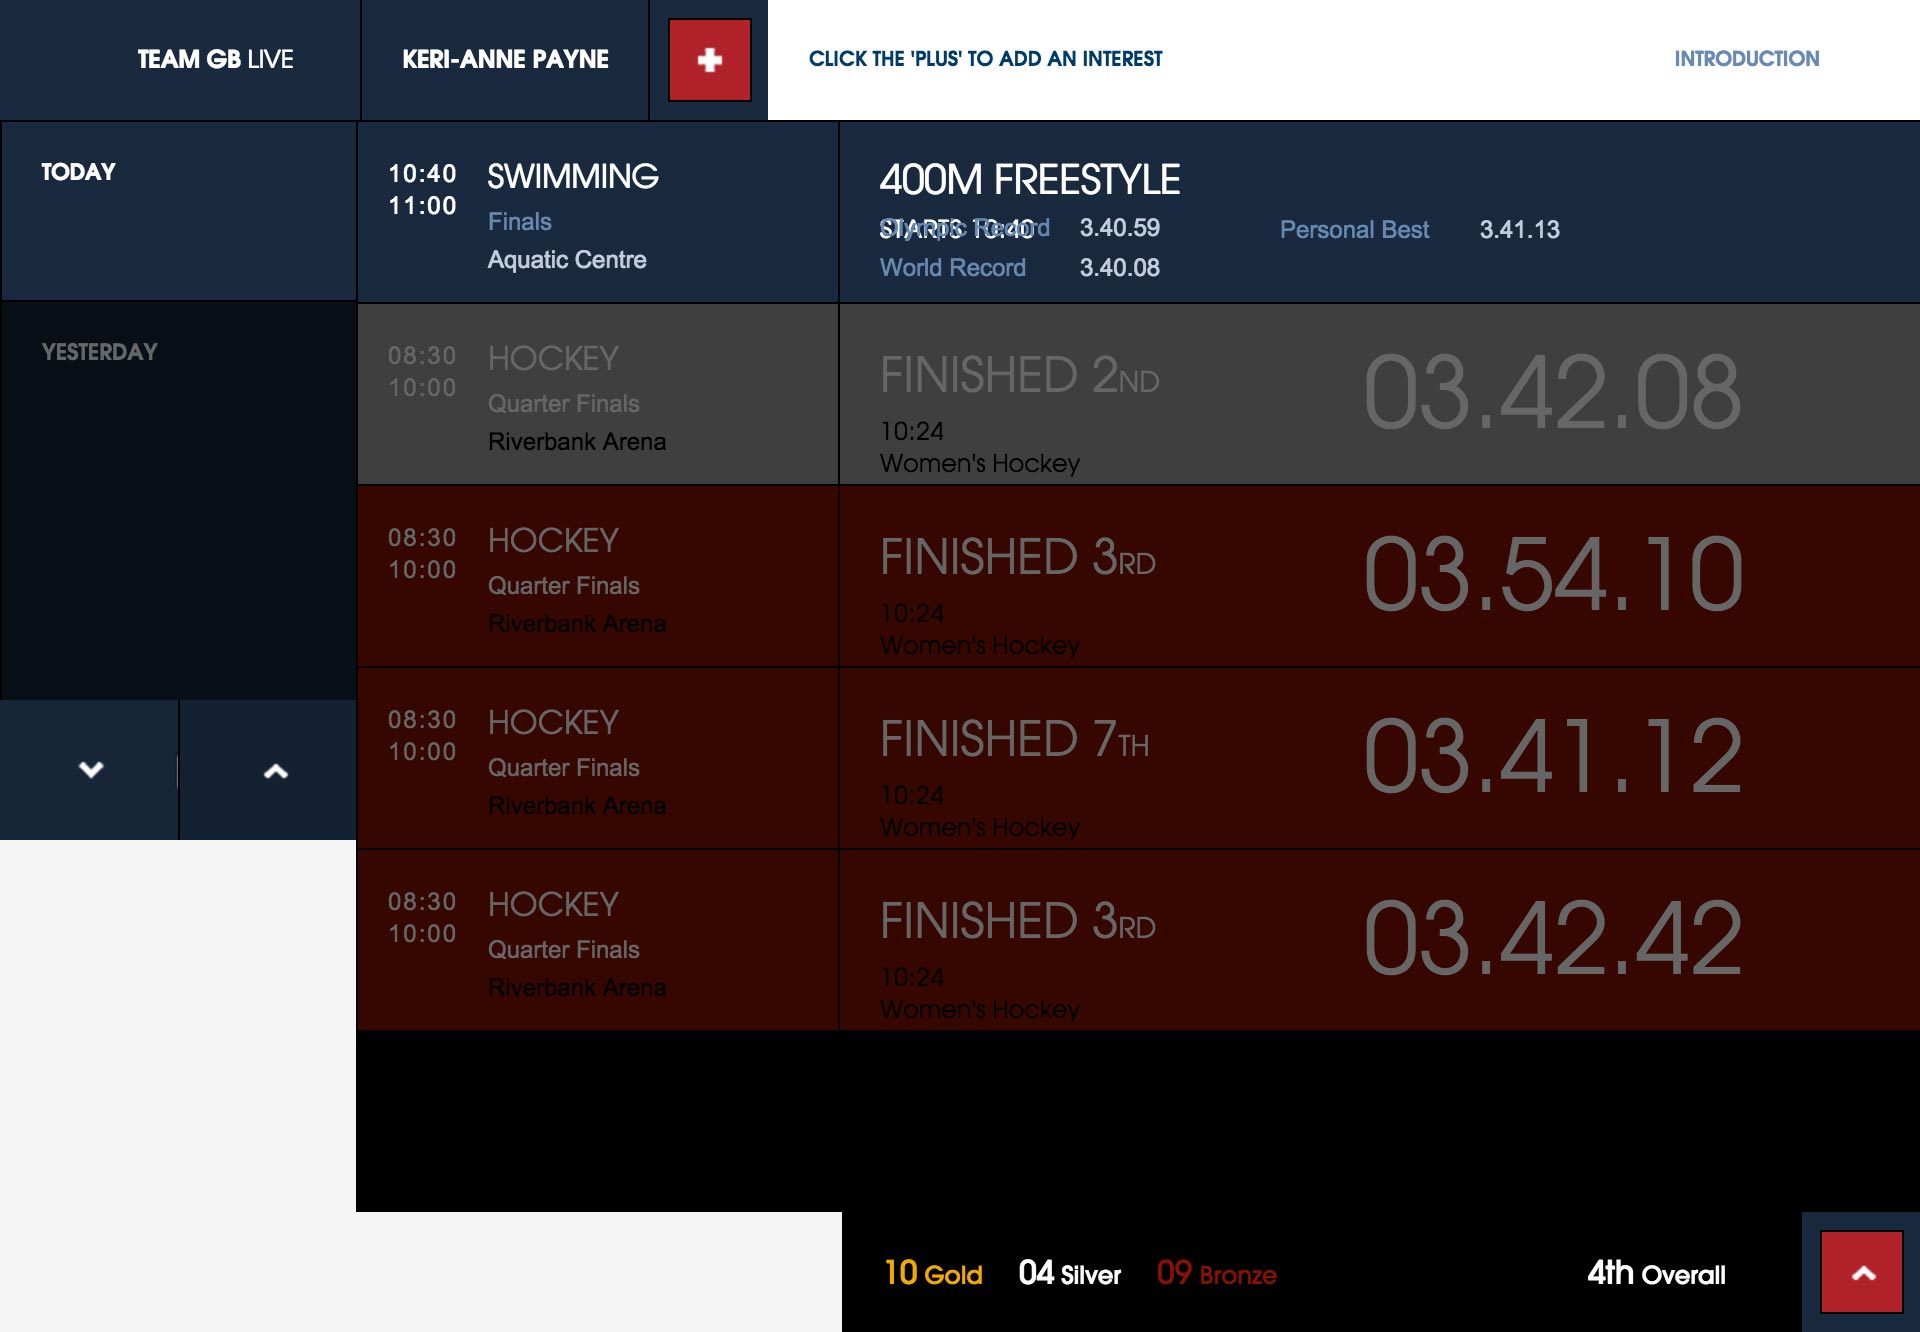 TEAM GB LIVE
KERI-ANNE PAYNE
CLICK THE 'PLUS' TO ADD AN INTEREST
INTRODUCTION
TODAY
10:40
11:00
SWIMMING
Finals
Aquatic Centre
400M FREESTYLE
STARTS 10:40
Olympic Record 3.40.59
Personal Best 3.41.13
World Record 3.40.08
YESTERDAY
08:30
10:00
HOCKEY
Quarter Finals
Riverbank Arena
FINISHED 2ND
10:24
Women's Hockey
03.42.08
08:30
10:00
HOCKEY
Quarter Finals
Riverbank Arena
FINISHED 3RD
10:24
Women's Hockey
03.54.10
08:30
10:00
HOCKEY
Quarter Finals
Riverbank Arena
FINISHED 7TH
10:24
Women's Hockey
03.41.12
08:30
10:00
HOCKEY
Quarter Finals
Riverbank Arena
FINISHED 3RD
10:24
Women's Hockey
03.42.42
10 Gold 04 Silver 09 Bronze
4th Overall